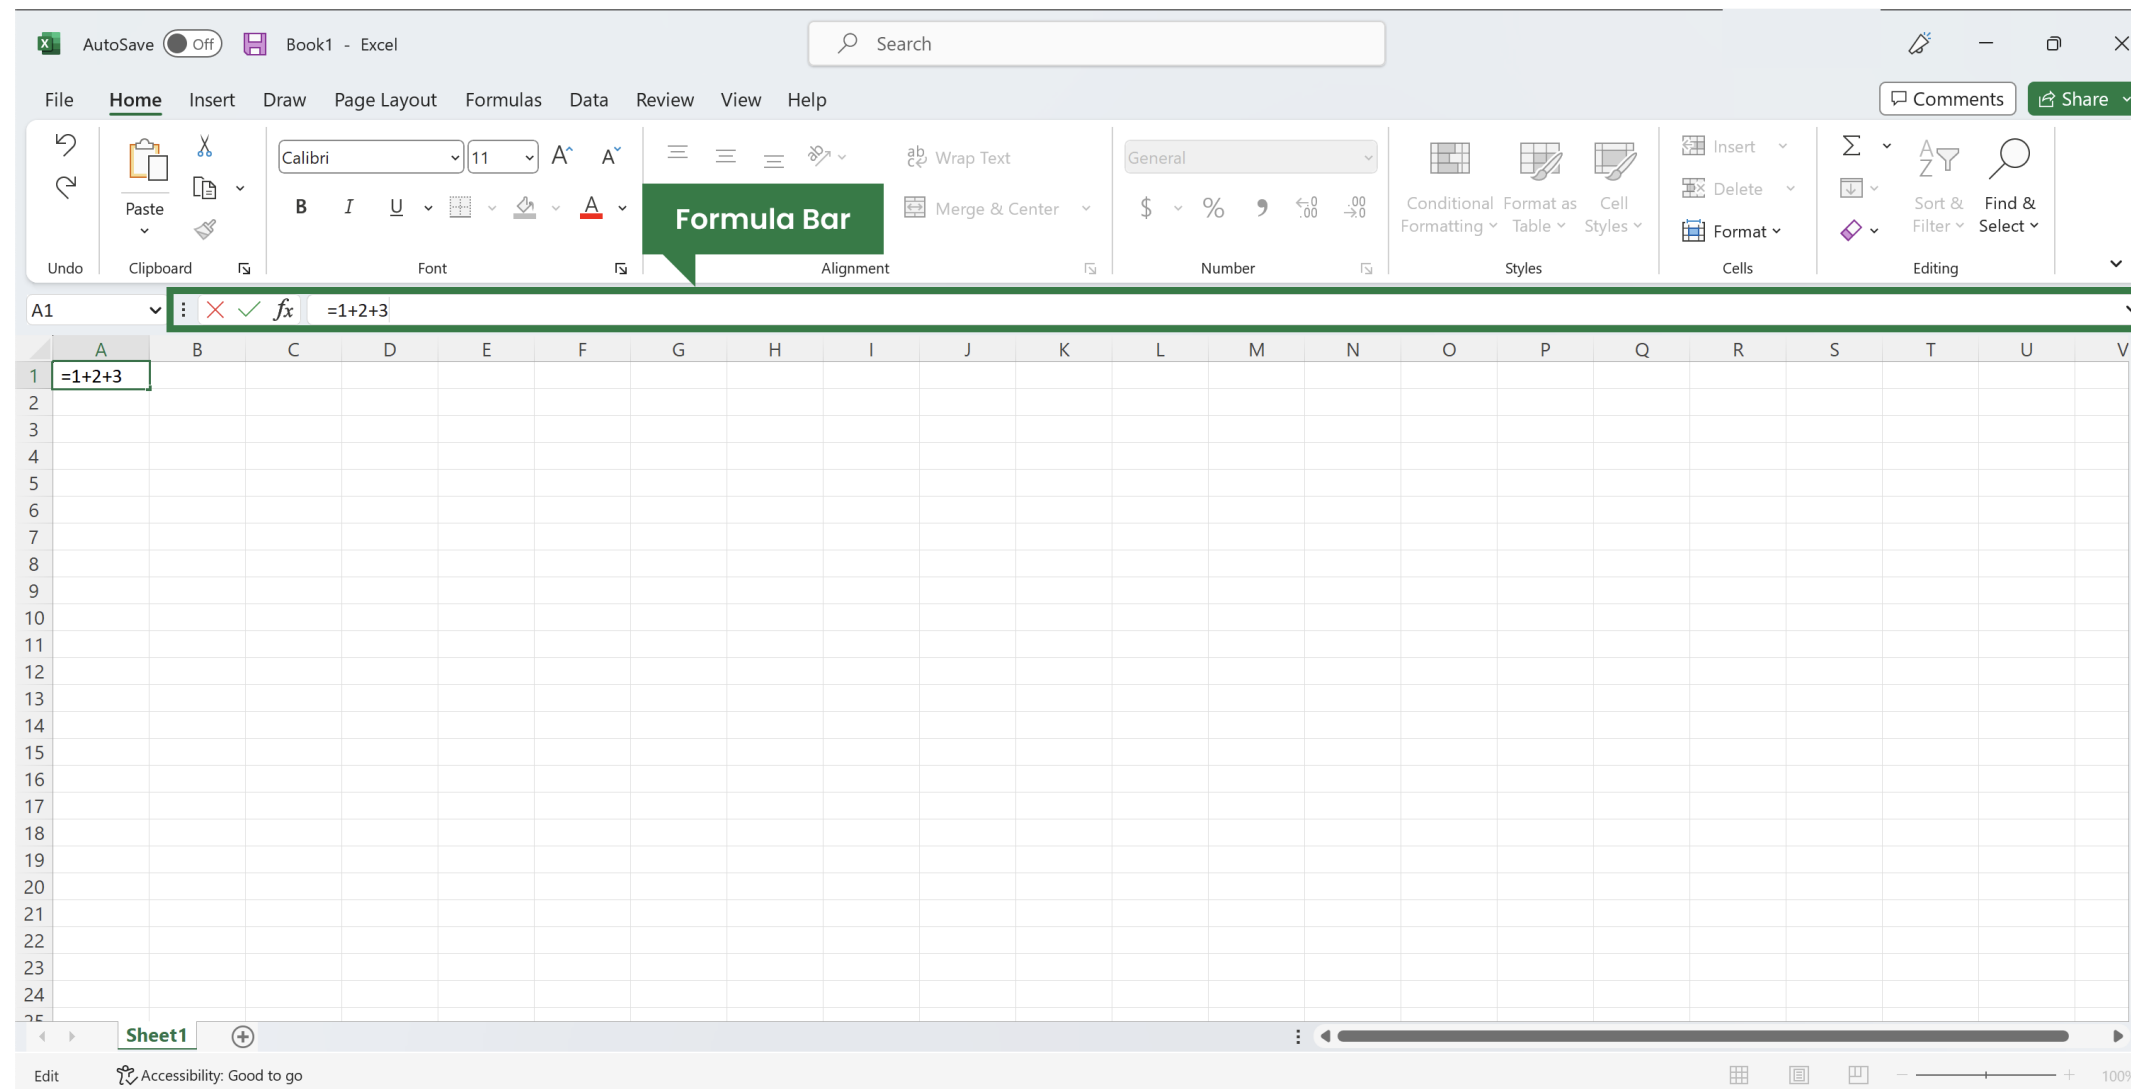 AutoSave Off Book1 - Excel Search
File Home Insert Draw Page Layout Formulas Data Review View Help Comments Share
Calibri 11 ab Wrap Text General Insert
Delete
Paste B I U A Merge & Center $ % Conditional Formatting Format as Table Cell Styles Format Sort & Filter Find & Select
Formula Bar
Undo Clipboard Font Alignment Number Styles Cells Editing
A1 fx =1+2+3
A B C D E F G H I J K L M N O P Q R S T U V
1 =1+2+3
2
3
4
5
6
7
8
9
10
11
12
13
14
15
16
17
18
19
20
21
22
23
24
25
Sheet1
Edit Accessibility: Good to go 100%